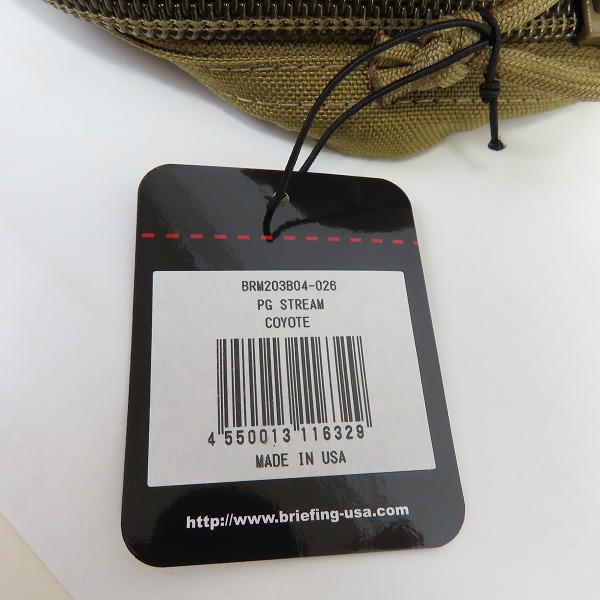 BRM203B04-026
PG STREAM
COYOTE
4 550013 116329
MADE IN USA
http://www.briefing-usa.com